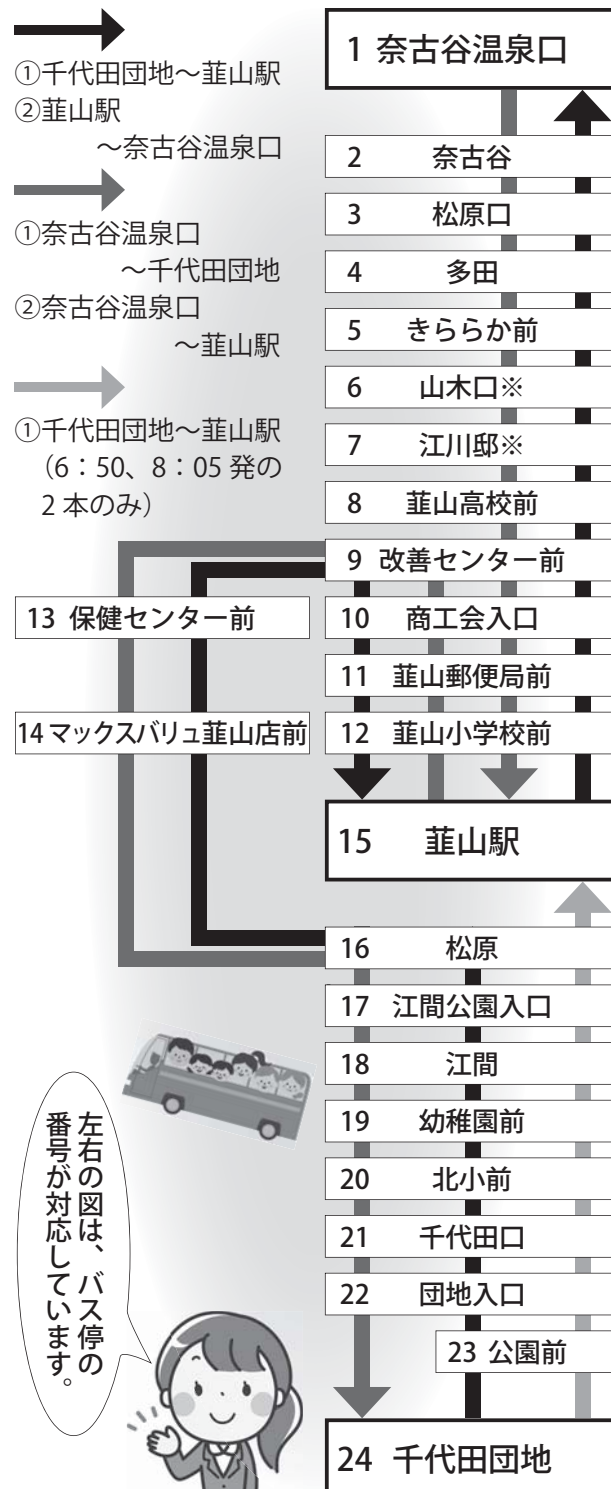 ①千代田団地～韮山駅
②韮山駅
～奈古谷温泉口
①奈古谷温泉口
～千代田団地
②奈古谷温泉口
～韮山駅
①千代田団地～韮山駅
（6：50、8：05 発の
2 本のみ）
1 奈古谷温泉口
2 奈古谷
3 松原口
4 多田
5 きららか前
6 山木口※
7 江川邸※
8 韮山高校前
9 改善センター前
10 商工会入口
11 韮山郵便局前
12 韮山小学校前
13 保健センター前
14 マックスバリュ韮山店前
15 韮山駅
16 松原
17 江間公園入口
18 江間
19 幼稚園前
20 北小前
21 千代田口
22 団地入口
23 公園前
24 千代田団地
左右の図は、バス停の
番号が対応しています。